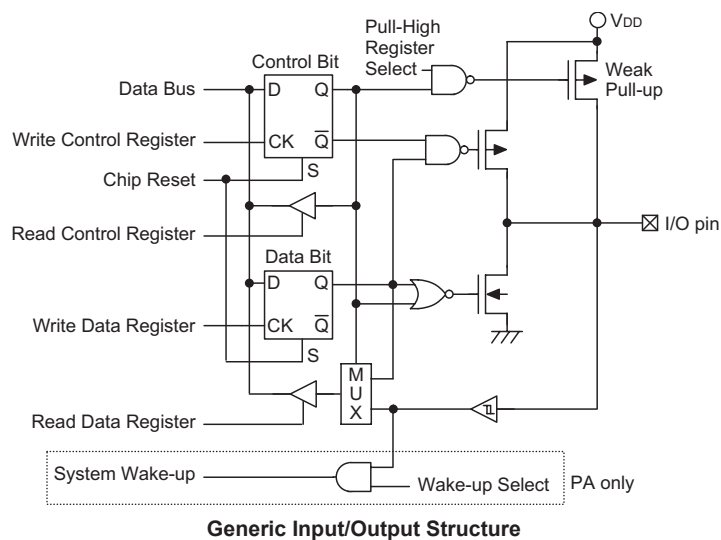 VDD
Pull-High
Register
Select
Control Bit
Weak
Pull-up
Data Bus
D Q
Write Control Register
CK Q
Chip Reset
S
I/O pin
Read Control Register
Data Bit
D Q
Write Data Register
CK Q
S
M
U
X
Read Data Register
System Wake-up
Wake-up Select
PA only
Generic Input/Output Structure